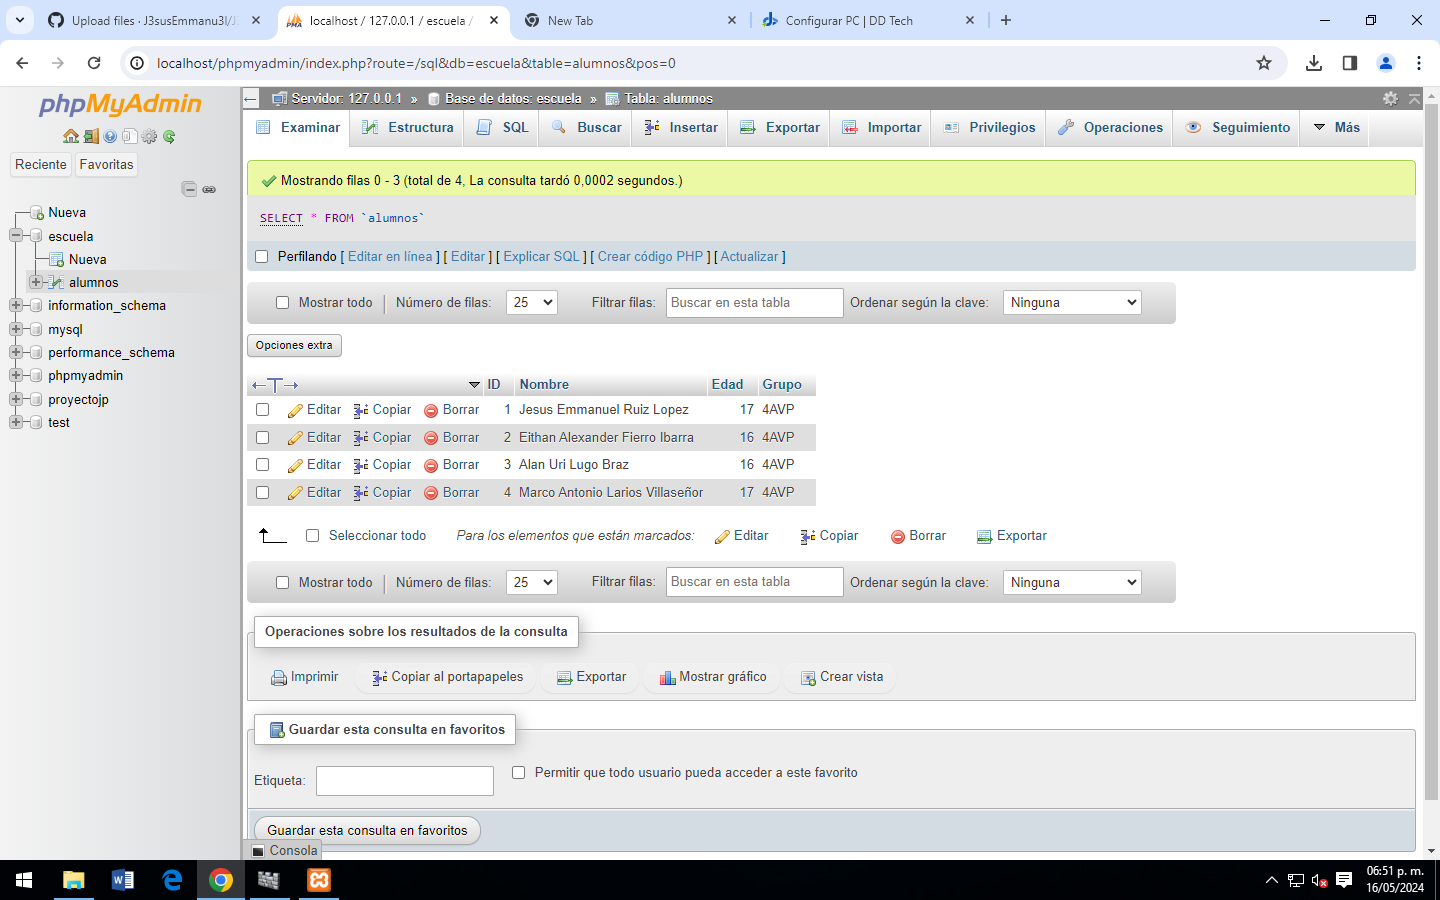 Upload files · J3susEmmanu3l/J
localhost / 127.0.0.1 / escuela /
New Tab
Configurar PC | DD Tech
localhost/phpmyadmin/index.php?route=/sql&db=escuela&table=alumnos&pos=0
phpMyAdmin
Reciente Favoritas
Nueva
escuela
Nueva
alumnos
information_schema
mysql
performance_schema
phpmyadmin
proyectojp
test
Servidor: 127.0.0.1 » Base de datos: escuela » Tabla: alumnos
Examinar Estructura SQL Buscar Insertar Exportar Importar Privilegios Operaciones Seguimiento Más
Mostrando filas 0 - 3 (total de 4, La consulta tardó 0,0002 segundos.)
SELECT * FROM `alumnos`
Perfilando [ Editar en línea ] [ Editar ] [ Explicar SQL ] [ Crear código PHP ] [ Actualizar ]
Mostrar todo | Número de filas: 25 Filtrar filas: Buscar en esta tabla Ordenar según la clave: Ninguna
Opciones extra
←T→ ID Nombre Edad Grupo
Editar Copiar Borrar 1 Jesus Emmanuel Ruiz Lopez 17 4AVP
Editar Copiar Borrar 2 Eithan Alexander Fierro Ibarra 16 4AVP
Editar Copiar Borrar 3 Alan Uri Lugo Braz 16 4AVP
Editar Copiar Borrar 4 Marco Antonio Larios Villaseñor 17 4AVP
Seleccionar todo Para los elementos que están marcados: Editar Copiar Borrar Exportar
Mostrar todo | Número de filas: 25 Filtrar filas: Buscar en esta tabla Ordenar según la clave: Ninguna
Operaciones sobre los resultados de la consulta
Imprimir Copiar al portapapeles Exportar Mostrar gráfico Crear vista
Guardar esta consulta en favoritos
Etiqueta: Permitir que todo usuario pueda acceder a este favorito
Guardar esta consulta en favoritos
Consola
06:51 p. m.
16/05/2024